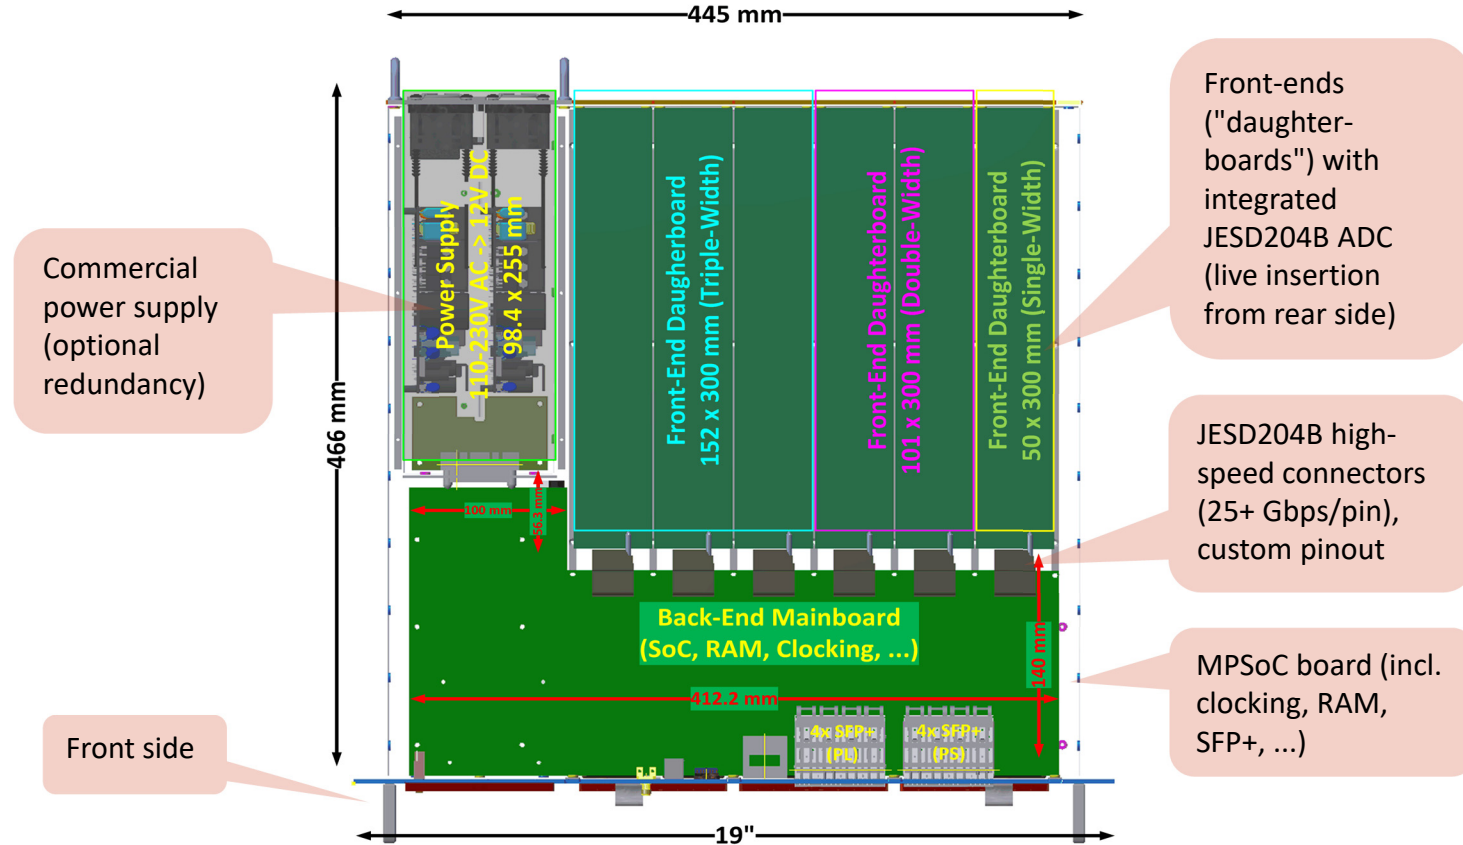 445 mm
466 mm
Commercial
power supply
(optional
redundancy)
Power Supply
110-230V AC -> 12V DC
98.4 x 255 mm
Front-End Daugherboard
152 x 300 mm (Triple-Width)
Front-End Daughterboard
101 x 300 mm (Double-Width)
Front-End Daughterboard
50 x 300 mm (Single-Width)
Front-ends
("daughter-
boards") with
integrated
JESD204B ADC
(live insertion
from rear side)
JESD204B high-
speed connectors
(25+ Gbps/pin),
custom pinout
100 mm
56.3 mm
Back-End Mainboard
(SoC, RAM, Clocking, ...)
140 mm
412.2 mm
4x SFP+
(PL)
4x SFP+
(PS)
MPSoC board (incl.
clocking, RAM,
SFP+, ...)
Front side
19"